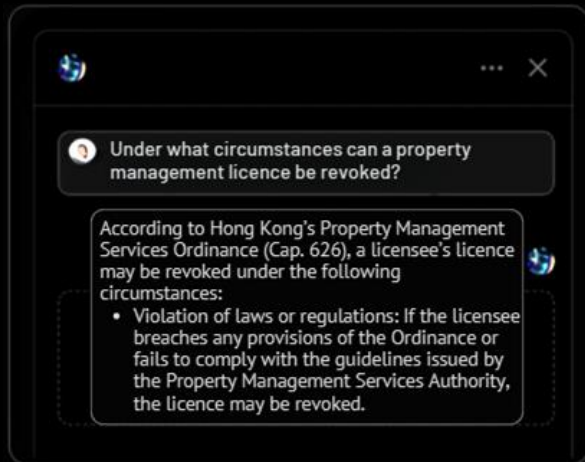 Under what circumstances can a property
management licence be revoked?
According to Hong Kong's Property Management
Services Ordinance (Cap. 626), a licensee's licence
may be revoked under the following
circumstances:
• Violation of laws or regulations: If the licensee
breaches any provisions of the Ordinance or
fails to comply with the guidelines issued by
the Property Management Services Authority,
the licence may be revoked.